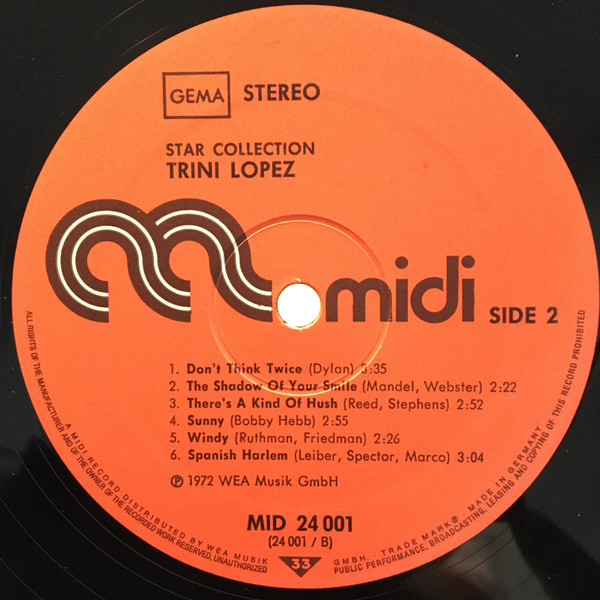 GEMA STEREO
STAR COLLECTION
TRINI LOPEZ
midi SIDE 2
1. Don't Think Twice (Dylan) 3:35
2. The Shadow Of Your Smile (Mandel, Webster) 2:22
3. There's A Kind Of Hush (Reed, Stephens) 2:52
4. Sunny (Bobby Hebb) 2:55
5. Windy (Ruthman, Friedman) 2:26
6. Spanish Harlem (Leiber, Spector, Marco) 3:04
℗ 1972 WEA Musik GmbH
MID 24 001
(24 001 / B)
33
ALL RIGHTS OF THE MANUFACTURER AND OF THE OWNER OF THE RECORDED WORK RESERVED, UNAUTHORIZED PUBLIC PERFORMANCE, BROADCASTING, LEASING AND COPYING OF THIS RECORD PROHIBITED
A MIDI RECORD DISTRIBUTED BY WEA MUSIK GMBH. · TRADE MARK® · MADE IN GERMANY